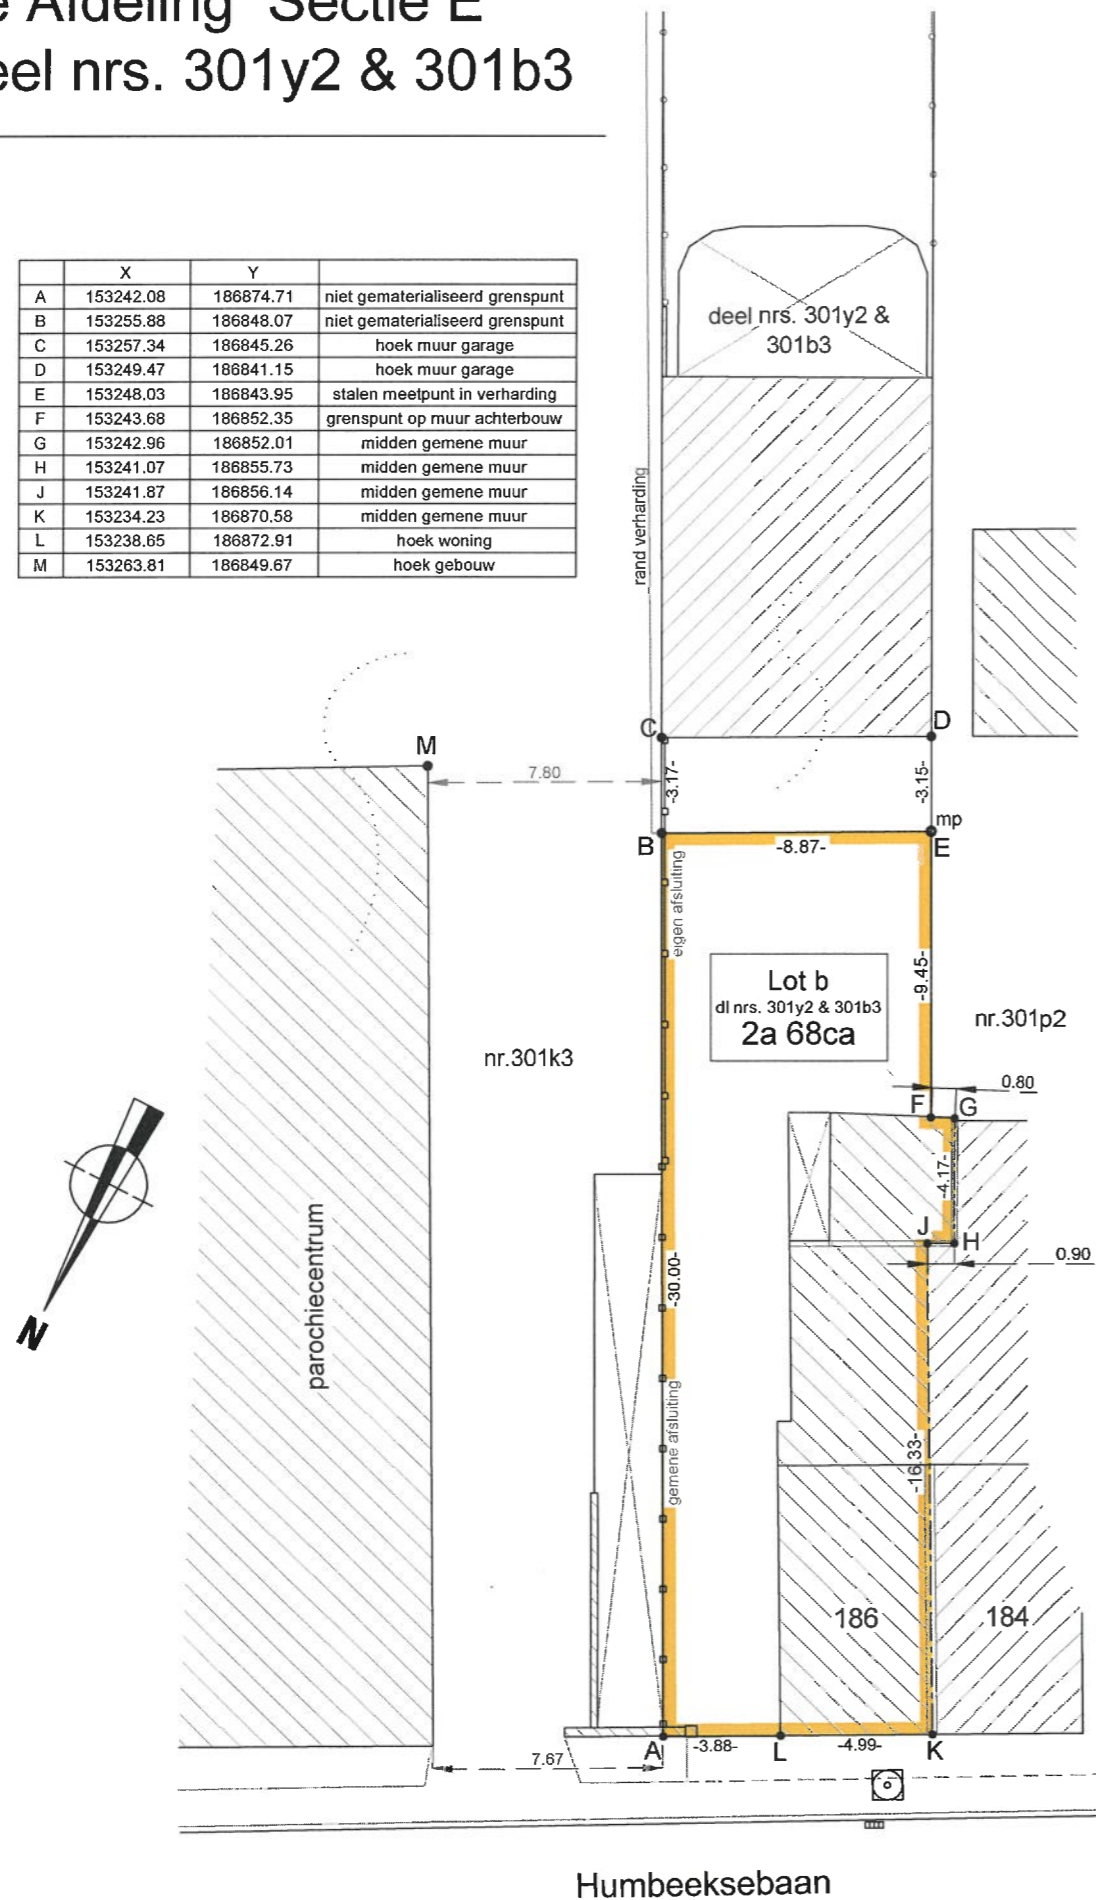 Afdeling Sectie E
nrs. 301y2 & 301b3
X Y
A 153242.08 186874.71 niet gematerialiseerd grenspunt
B 153255.88 186848.07 niet gematerialiseerd grenspunt
C 153257.34 186845.26 hoek muur garage
D 153249.47 186841.15 hoek muur garage
E 153248.03 186843.95 stalen meetpunt in verharding
F 153243.68 186852.35 grenspunt op muur achterbouw
G 153242.96 186852.01 midden gemene muur
H 153241.07 186855.73 midden gemene muur
J 153241.87 186856.14 midden gemene muur
K 153234.23 186870.58 midden gemene muur
L 153238.65 186872.91 hoek woning
M 153263.81 186849.67 hoek gebouw
deel nrs. 301y2 &
301b3
rand verharding
C
D
M
7.80
-3.17-
-3.15-
mp
B
E
-8.87-
eigen afsluiting
-9.45-
Lot b
dl nrs. 301y2 & 301b3
2a 68ca
nr.301p2
nr.301k3
0.80
F
G
-4.17-
J
H
0.90
N
parochiecentrum
-30.00-
gemene afsluiting
-16.33-
186
184
A
-3.88-
L
-4.99-
K
7.67
Humbeeksebaan